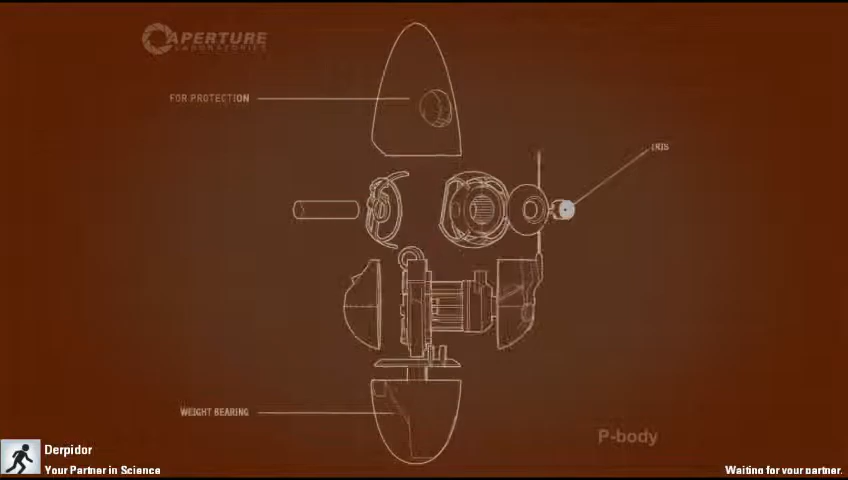 APERTURE
LABORATORIES
FOR PROTECTION
IRIS
WEIGHT BEARING
P-body
Derpidor
Your Partner in Science
Waiting for your partner.